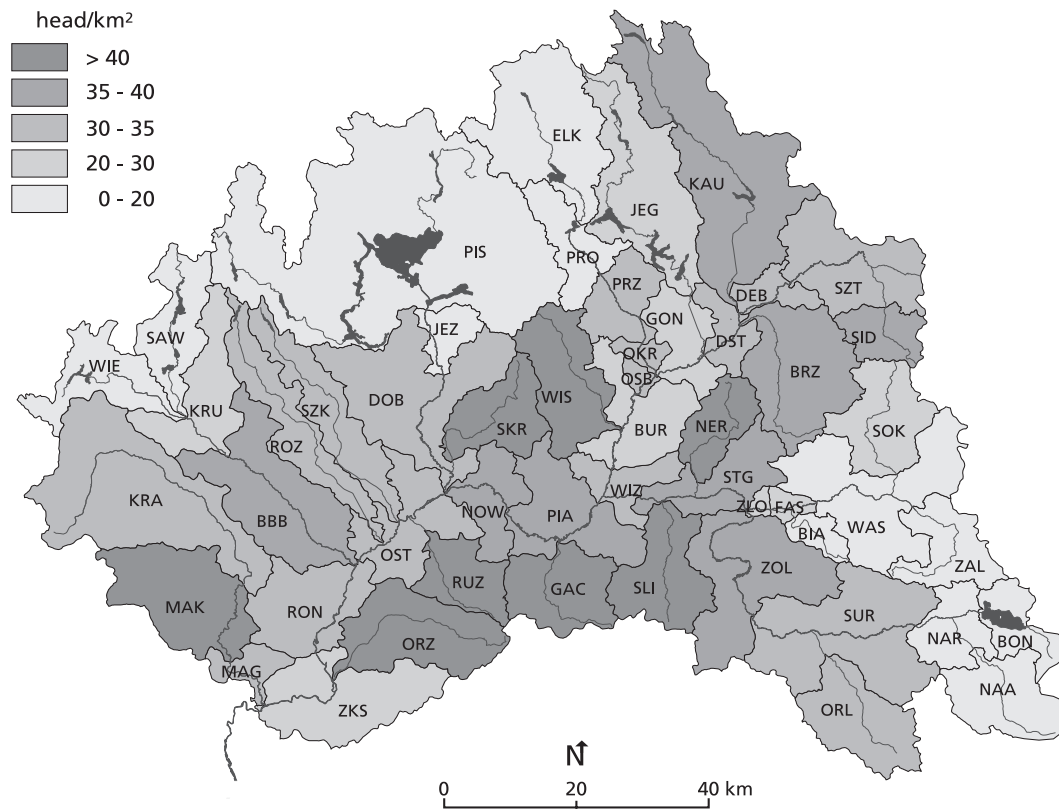 head/km²
> 40
35 - 40
30 - 35
20 - 30
0 - 20
ELK
KAU
JEG
PIS
PRO
PRZ
DEB
SZT
GON
SAW
JEZ
DST
SID
WIE
OKR
BRZ
OSB
KRU
SZK
DOB
WIS
SKR
BUR
NER
SOK
ROZ
STG
KRA
WIZ
BBB
NOW
PIA
ZLO
FAS
WAS
BIA
OST
ZAL
RUZ
GAC
SLI
ZOL
MAK
RON
SUR
ORZ
NAR
BON
MAG
NAA
ZKS
ORL
N
0 20 40 km